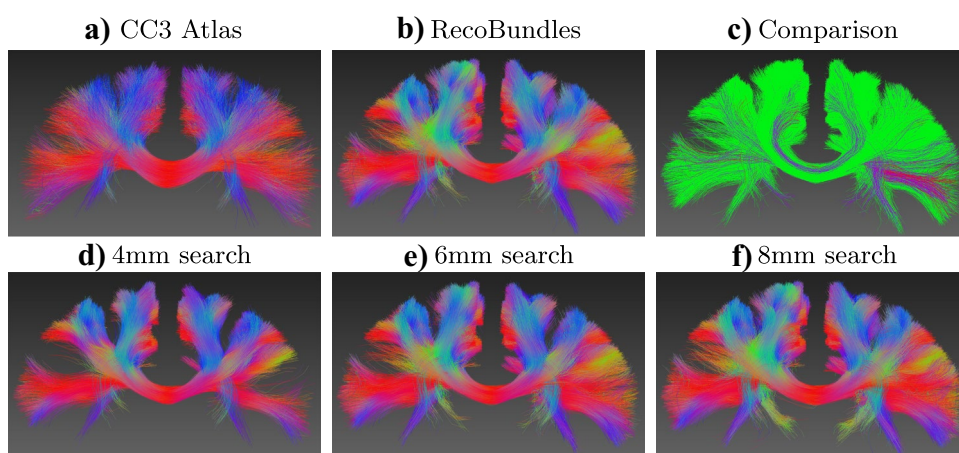 a) CC3 Atlas
b) RecoBundles
c) Comparison
d) 4mm search
e) 6mm search
f) 8mm search